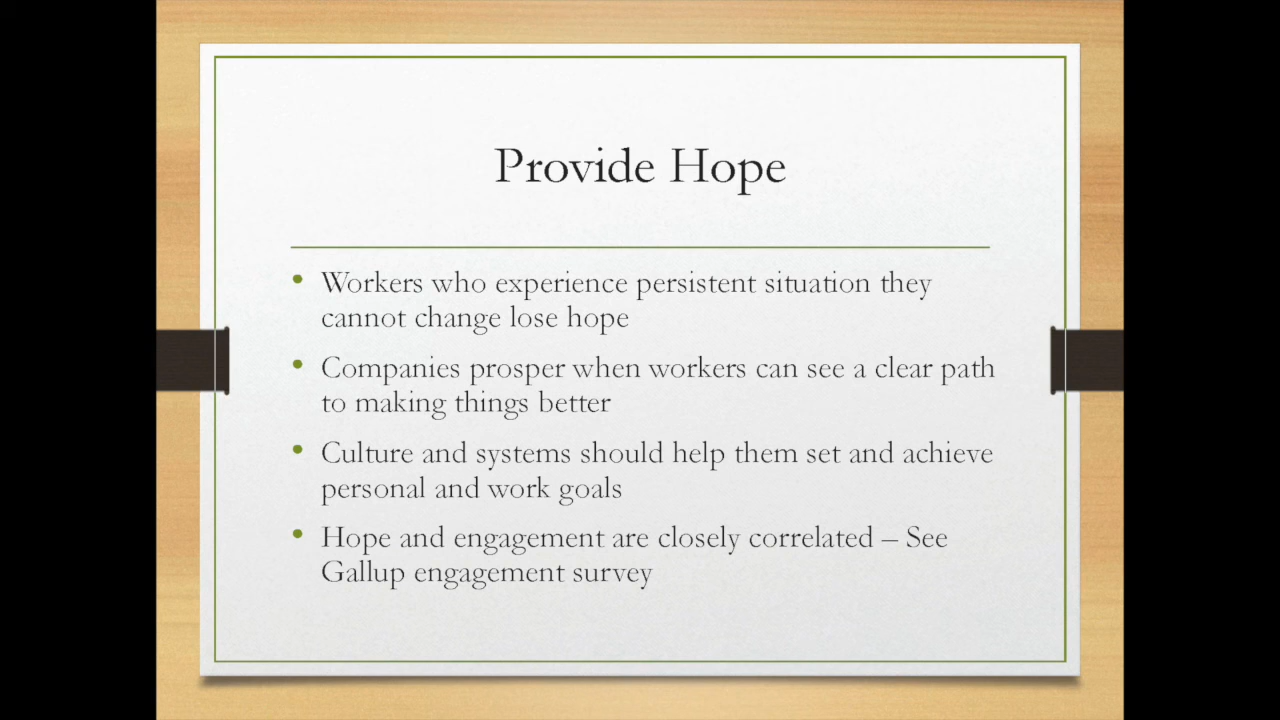 Provide Hope
• Workers who experience persistent situation they
cannot change lose hope
• Companies prosper when workers can see a clear path
to making things better
• Culture and systems should help them set and achieve
personal and work goals
• Hope and engagement are closely correlated – See
Gallup engagement survey